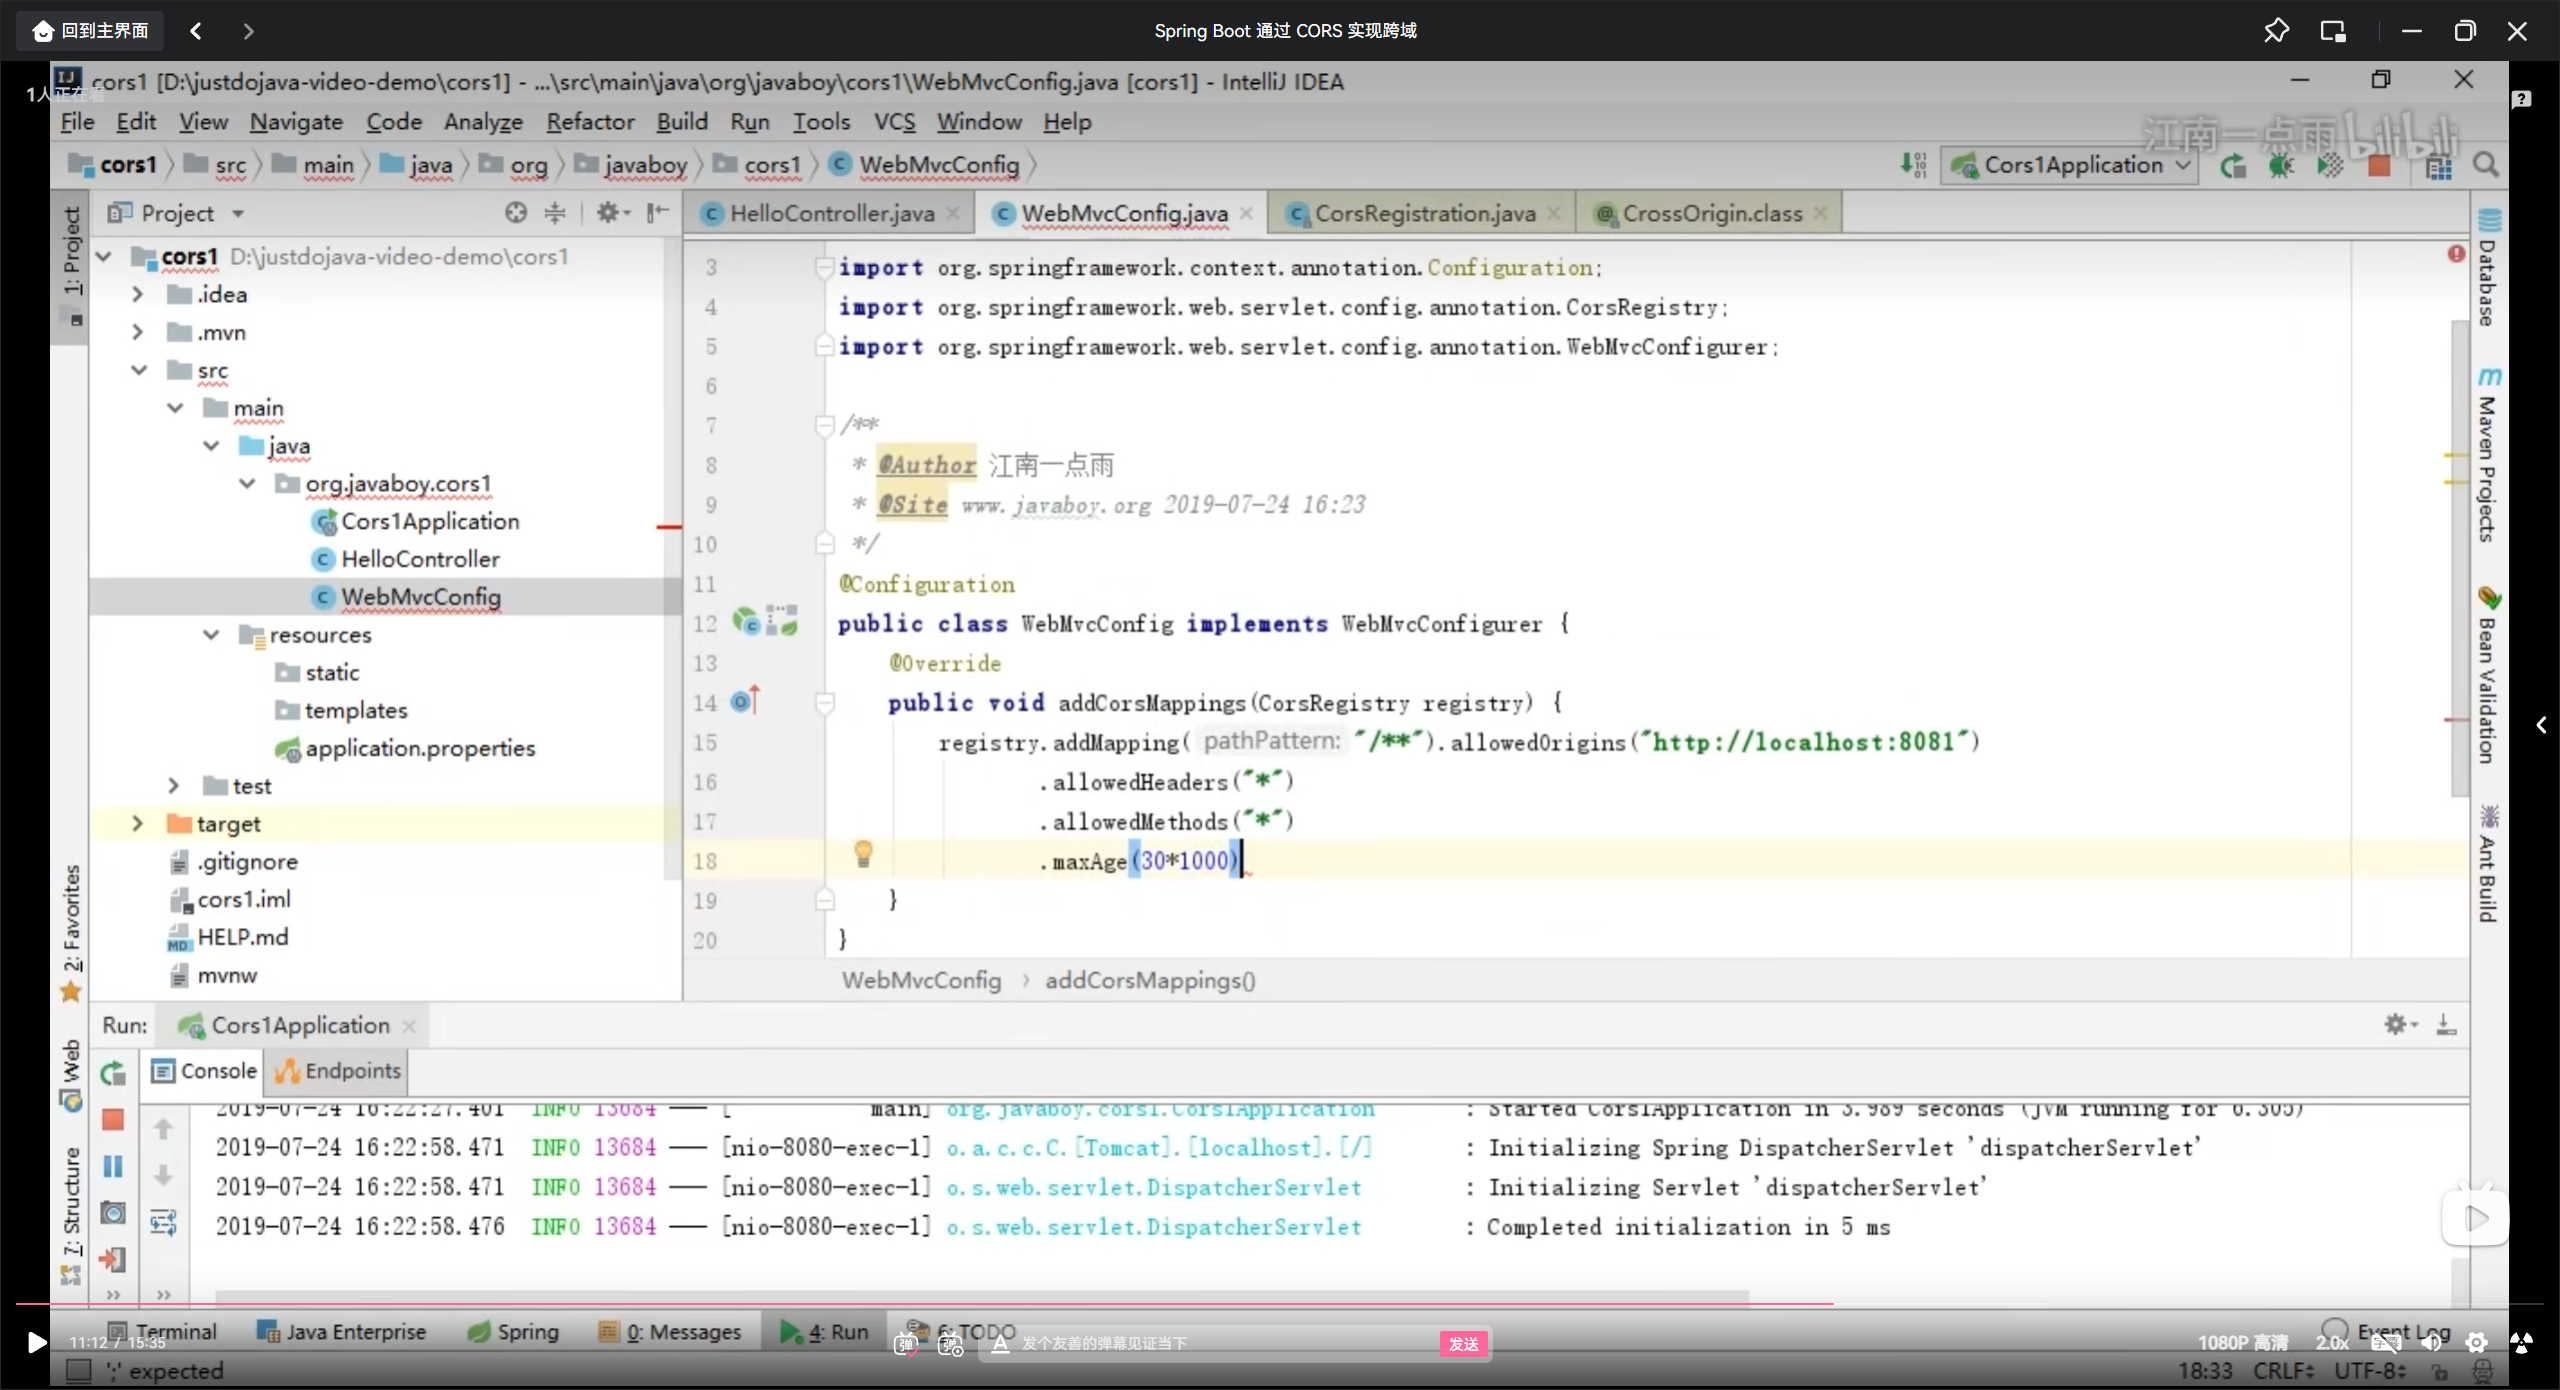 回到主界面
Spring Boot 通过 CORS 实现跨域
1人正在看
cors1 [D:\justdojava-video-demo\cors1] - ...\src\main\java\org\javaboy\cors1\WebMvcConfig.java [cors1] - IntelliJ IDEA
File Edit View Navigate Code Analyze Refactor Build Run Tools VCS Window Help
江南一点雨 bilibili
cors1 src main java org javaboy cors1 WebMvcConfig
Cors1Application
1: Project
Project
HelloController.java WebMvcConfig.java CorsRegistration.java CrossOrigin.class
cors1 D:\justdojava-video-demo\cors1
.idea
.mvn
src
main
java
org.javaboy.cors1
Cors1Application
HelloController
WebMvcConfig
resources
static
templates
application.properties
test
target
.gitignore
cors1.iml
HELP.md
mvnw
3 import org.springframework.context.annotation.Configuration;
4 import org.springframework.web.servlet.config.annotation.CorsRegistry;
5 import org.springframework.web.servlet.config.annotation.WebMvcConfigurer;
6
7 /**
8 * @Author 江南一点雨
9 * @Site www.javaboy.org 2019-07-24 16:23
10 */
11 @Configuration
12 public class WebMvcConfig implements WebMvcConfigurer {
13 @Override
14 public void addCorsMappings(CorsRegistry registry) {
15 registry.addMapping( pathPattern: "/**").allowedOrigins("http://localhost:8081")
16 .allowedHeaders("*")
17 .allowedMethods("*")
18 .maxAge(30*1000)
19 }
20 }
WebMvcConfig › addCorsMappings()
Database
Maven Projects
Bean Validation
Ant Build
2: Favorites
Web
7: Structure
Run: Cors1Application
Console Endpoints
2019-07-24 16:22:27.401 INFO 13684 --- [ main] org.javaboy.cors1.Cors1Application : Started Cors1Application in 3.989 seconds (JVM running for 6.305)
2019-07-24 16:22:58.471 INFO 13684 --- [nio-8080-exec-1] o.a.c.c.C.[Tomcat].[localhost].[/] : Initializing Spring DispatcherServlet 'dispatcherServlet'
2019-07-24 16:22:58.471 INFO 13684 --- [nio-8080-exec-1] o.s.web.servlet.DispatcherServlet : Initializing Servlet 'dispatcherServlet'
2019-07-24 16:22:58.476 INFO 13684 --- [nio-8080-exec-1] o.s.web.servlet.DispatcherServlet : Completed initialization in 5 ms
Terminal Java Enterprise Spring 0: Messages 4: Run 6: TODO Event Log
11:12 / 15:35 发个友善的弹幕见证当下 发送 1080P 高清 2.0x
';' expected 18:33 CRLF UTF-8